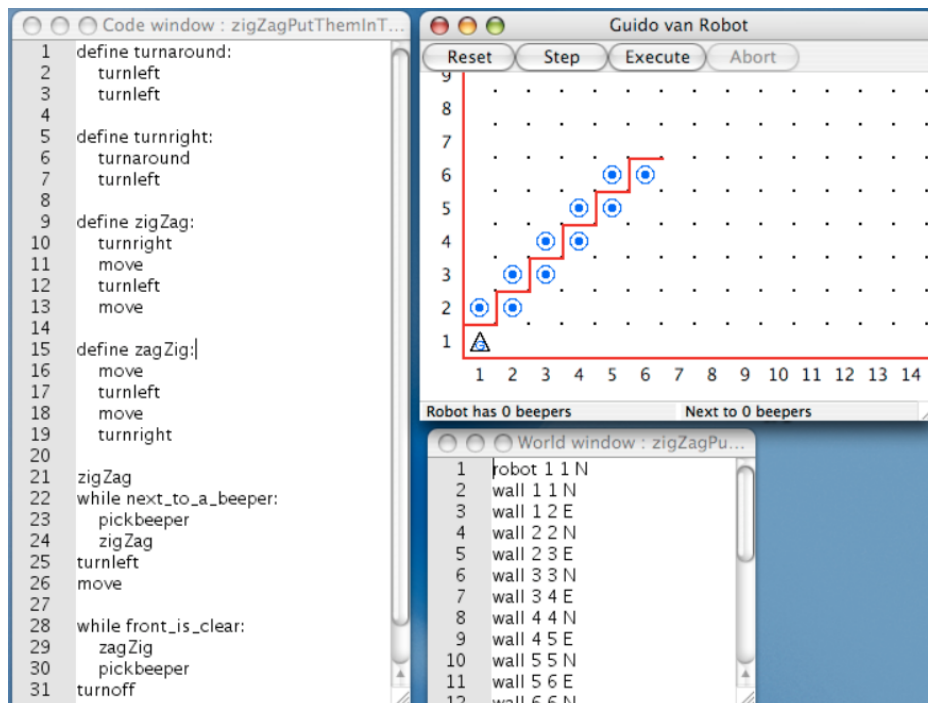 Code window : zigZagPutThemInT...
1 define turnaround:
2 turnleft
3 turnleft
4
5 define turnright:
6 turnaround
7 turnleft
8
9 define zigZag:
10 turnright
11 move
12 turnleft
13 move
14
15 define zagZig:
16 move
17 turnleft
18 move
19 turnright
20
21 zigZag
22 while next_to_a_beeper:
23 pickbeeper
24 zigZag
25 turnleft
26 move
27
28 while front_is_clear:
29 zagZig
30 pickbeeper
31 turnoff
Guido van Robot
Reset Step Execute Abort
9
8
7
6
5
4
3
2
1 G
1 2 3 4 5 6 7 8 9 10 11 12 13 14
Robot has 0 beepers Next to 0 beepers
World window : zigZagPu...
1 robot 1 1 N
2 wall 1 1 N
3 wall 1 2 E
4 wall 2 2 N
5 wall 2 3 E
6 wall 3 3 N
7 wall 3 4 E
8 wall 4 4 N
9 wall 4 5 E
10 wall 5 5 N
11 wall 5 6 E
12 wall 6 6 N